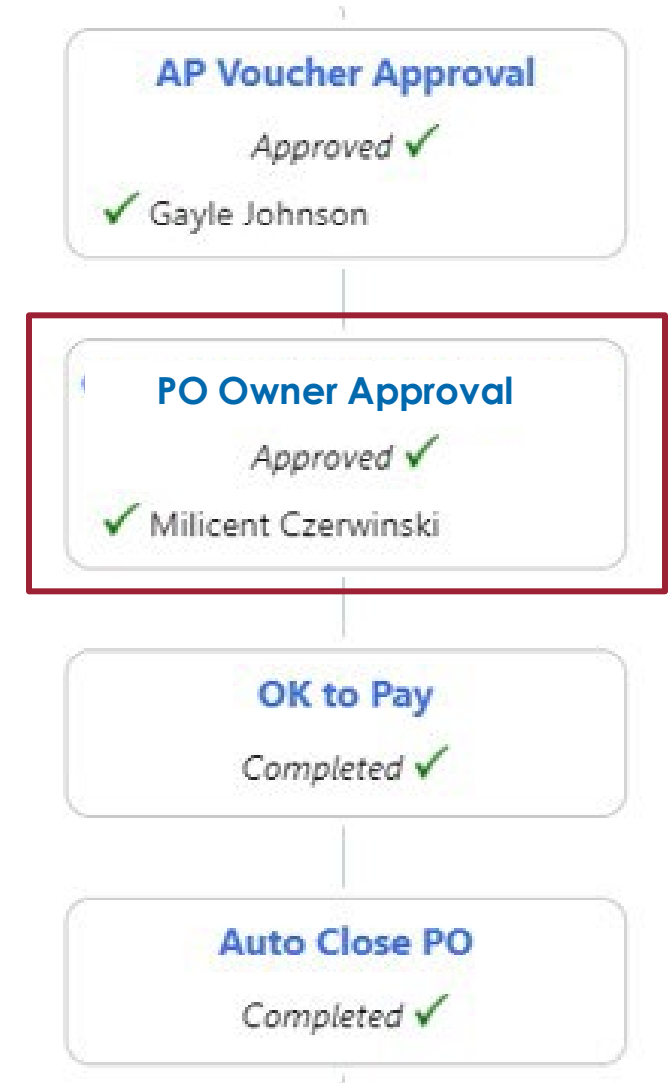 AP Voucher Approval
Approved ✓
✓ Gayle Johnson
PO Owner Approval
Approved ✓
✓ Milicent Czerwinski
OK to Pay
Completed ✓
Auto Close PO
Completed ✓